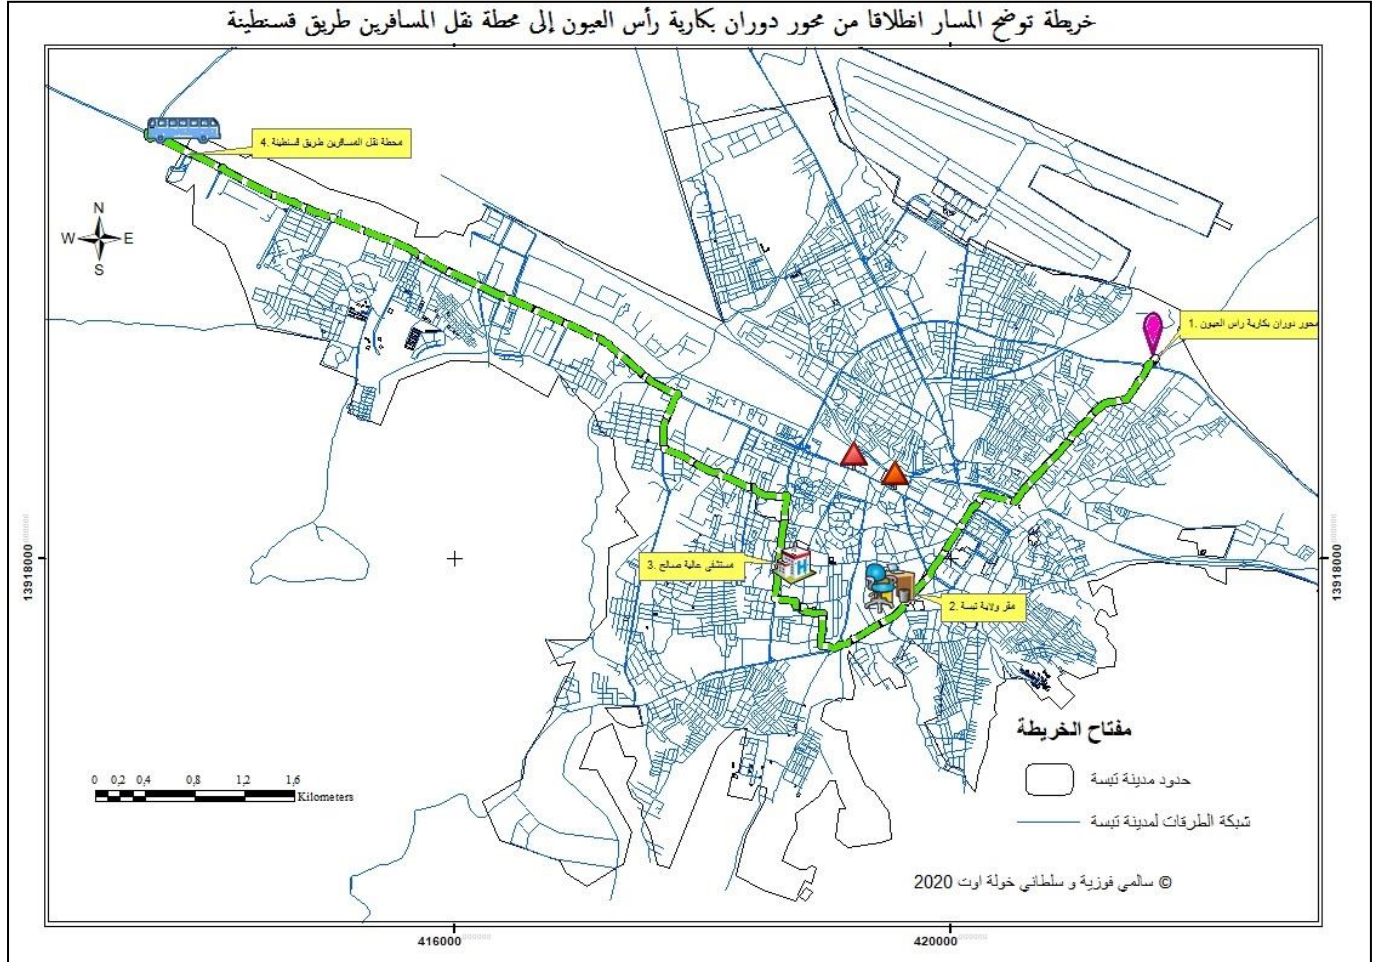 خريطة توضح المسار انطلاقا من محور دوران بكارية رأس العيون إلى محطة نقل المسافرين طريق قسنطينة
4. محطة نقل المسافرين طريق قسنطينة
N
W E
S
1. محور دوران بكارية راس العيون
3. مستشفى عالية صالح
2. مقر ولاية تبسة
13918000
13918000
مفتاح الخريطة
حدود مدينة تبسة
شبكة الطرقات لمدينة تبسة
0 0,2 0,4 0,8 1,2 1,6
Kilometers
© سالمي فوزية و سلطاني خولة اوت 2020
416000
420000